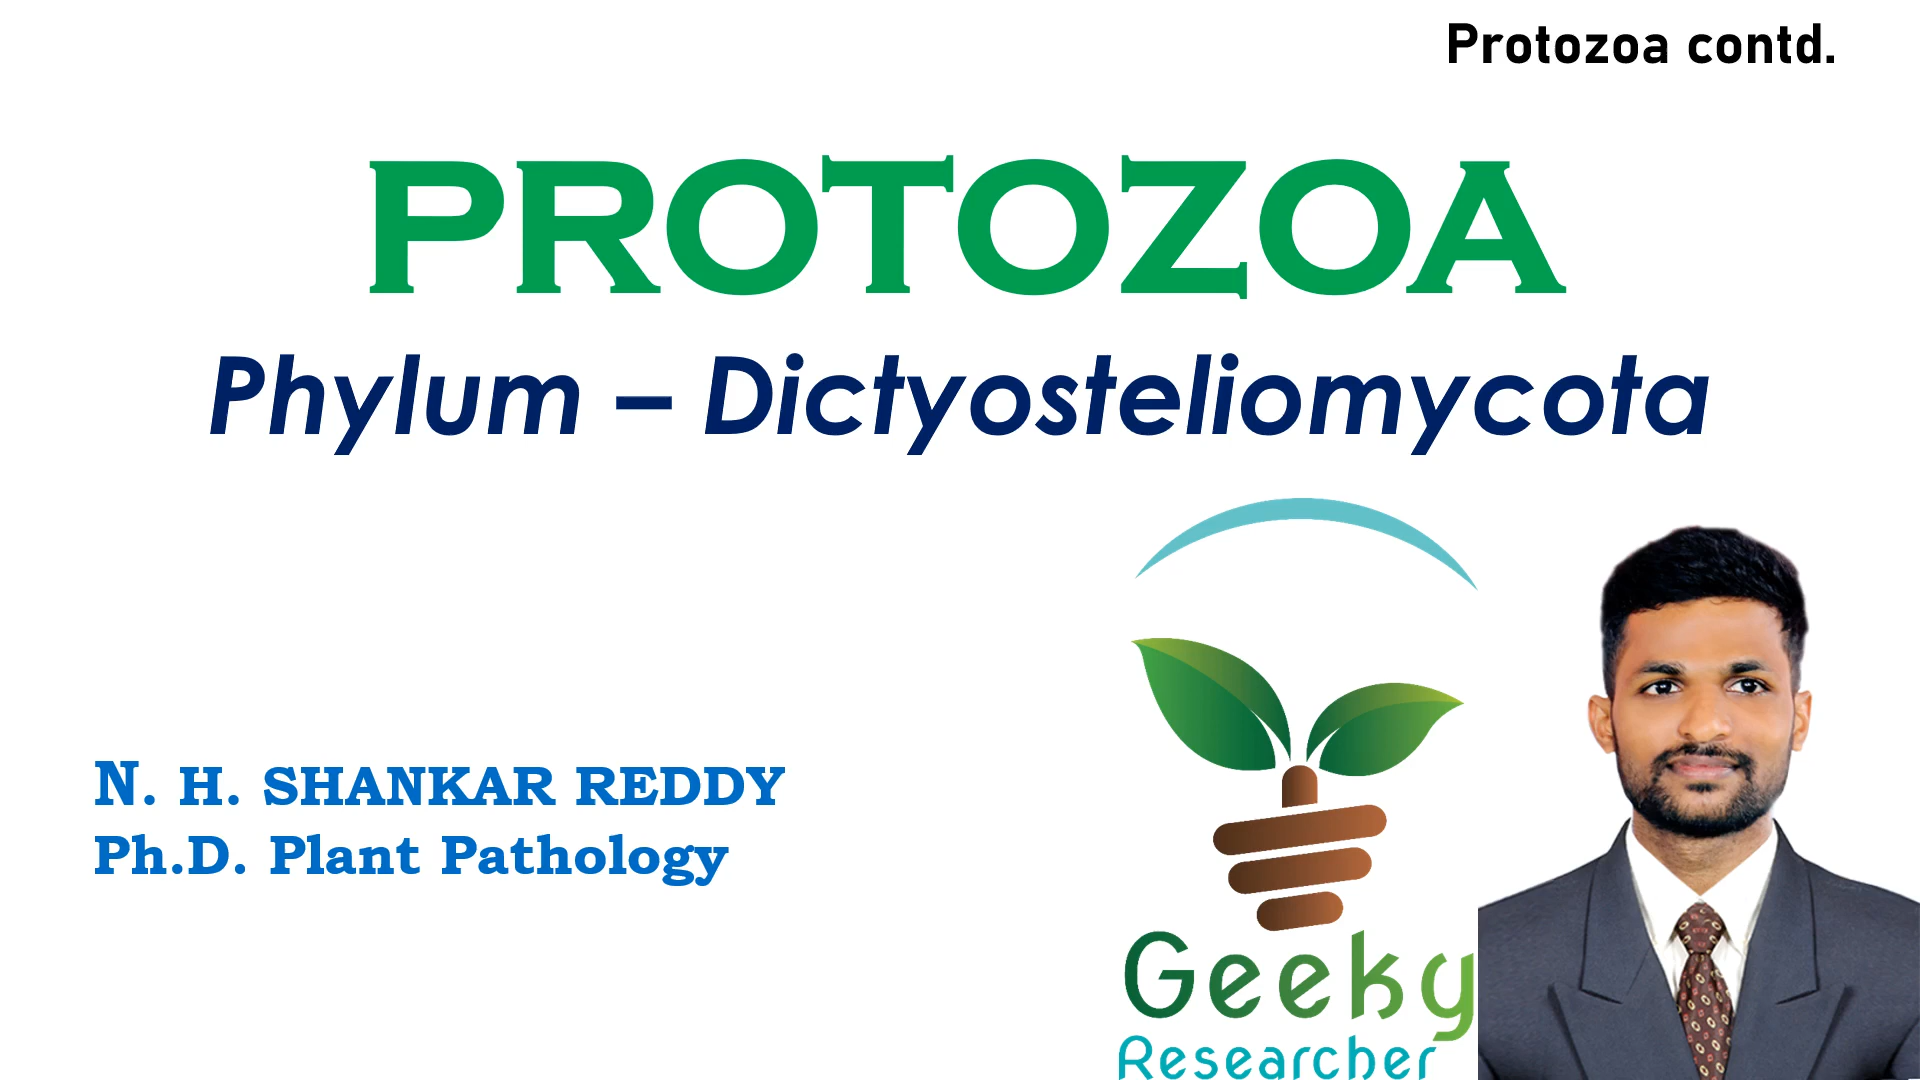 Protozoa contd.
PROTOZOA
Phylum – Dictyosteliomycota
N. H. SHANKAR REDDY
Ph.D. Plant Pathology
Geeky
Researcher